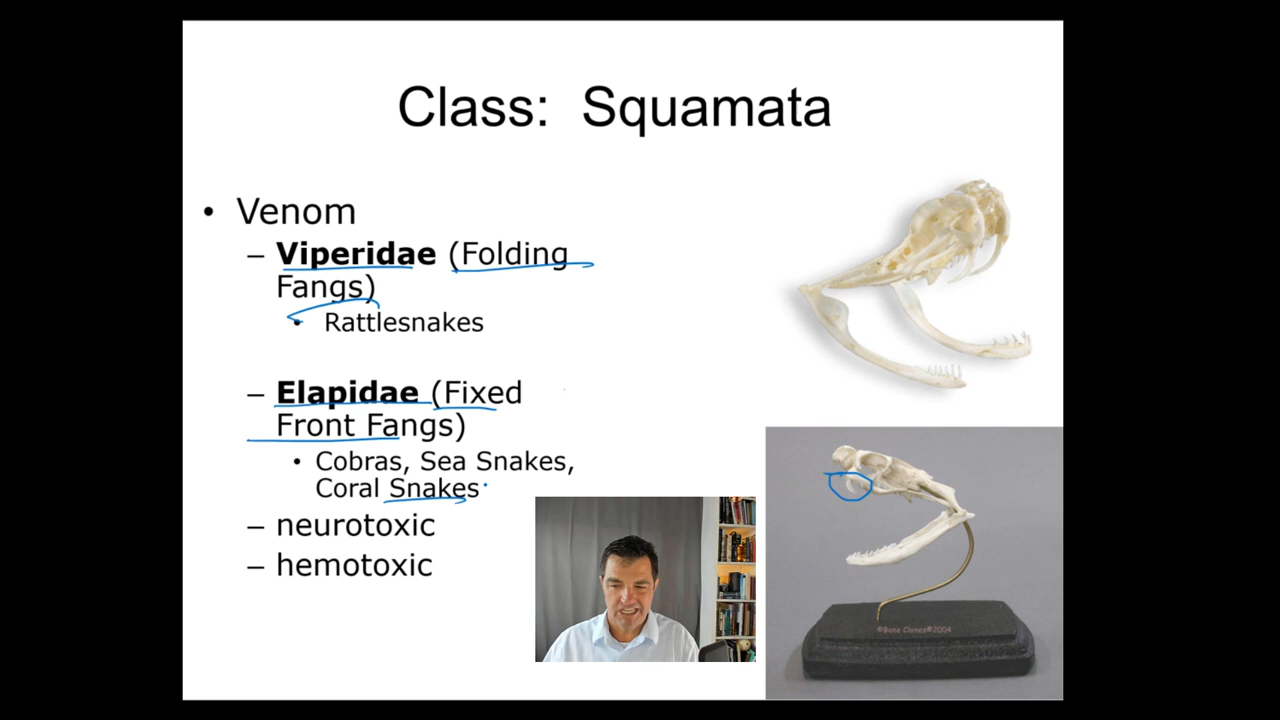 Class: Squamata
• Venom
– Viperidae (Folding
Fangs)
• Rattlesnakes
– Elapidae (Fixed
Front Fangs)
• Cobras, Sea Snakes,
Coral Snakes
– neurotoxic
– hemotoxic
©Bone Clones®2004